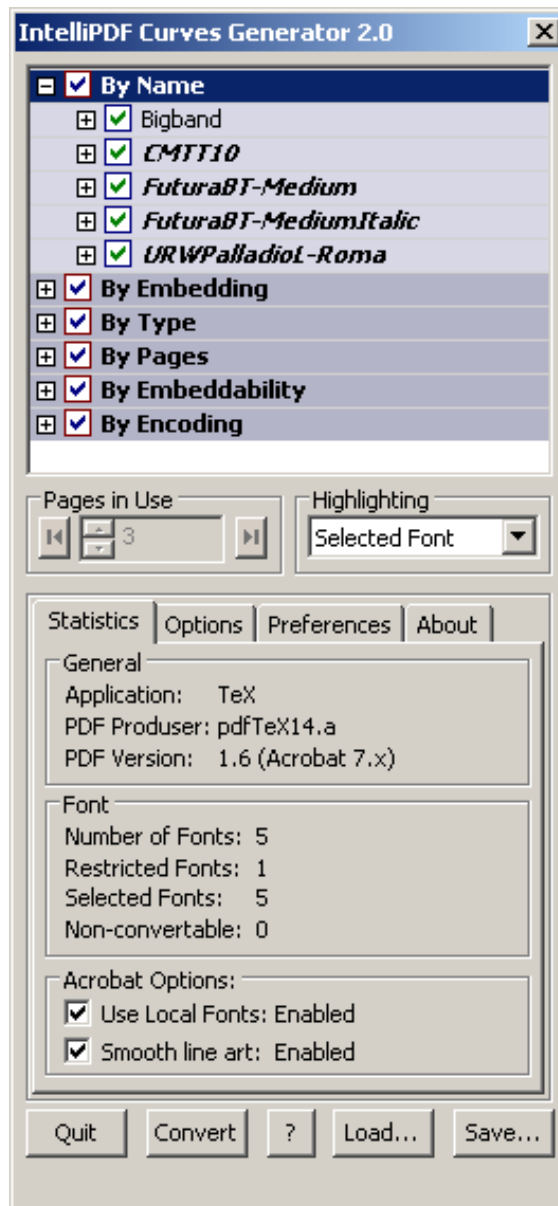 IntelliPDF Curves Generator 2.0
By Name
Bigband
CMTT10
FuturaBT-Medium
FuturaBT-MediumItalic
URWPalladioL-Roma
By Embedding
By Type
By Pages
By Embeddability
By Encoding
Pages in Use
3
Highlighting
Selected Font
Statistics Options Preferences About
General
Application: TeX
PDF Produser: pdfTeX14.a
PDF Version: 1.6 (Acrobat 7.x)
Font
Number of Fonts: 5
Restricted Fonts: 1
Selected Fonts: 5
Non-convertable: 0
Acrobat Options:
Use Local Fonts: Enabled
Smooth line art: Enabled
Quit Convert ? Load... Save...